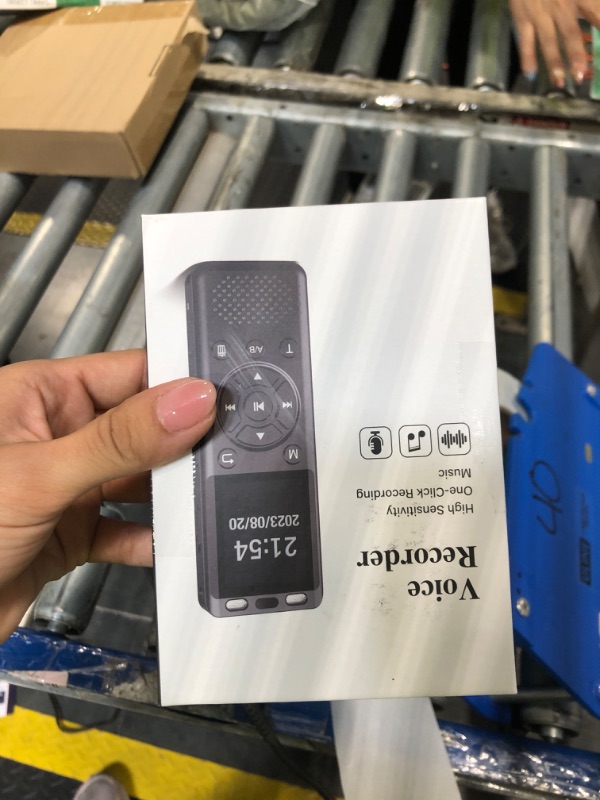 Voice
Recorder
High Sensitivity
One-Click Recording
Music
21:54
2023/08/20
M
A/B
T
40